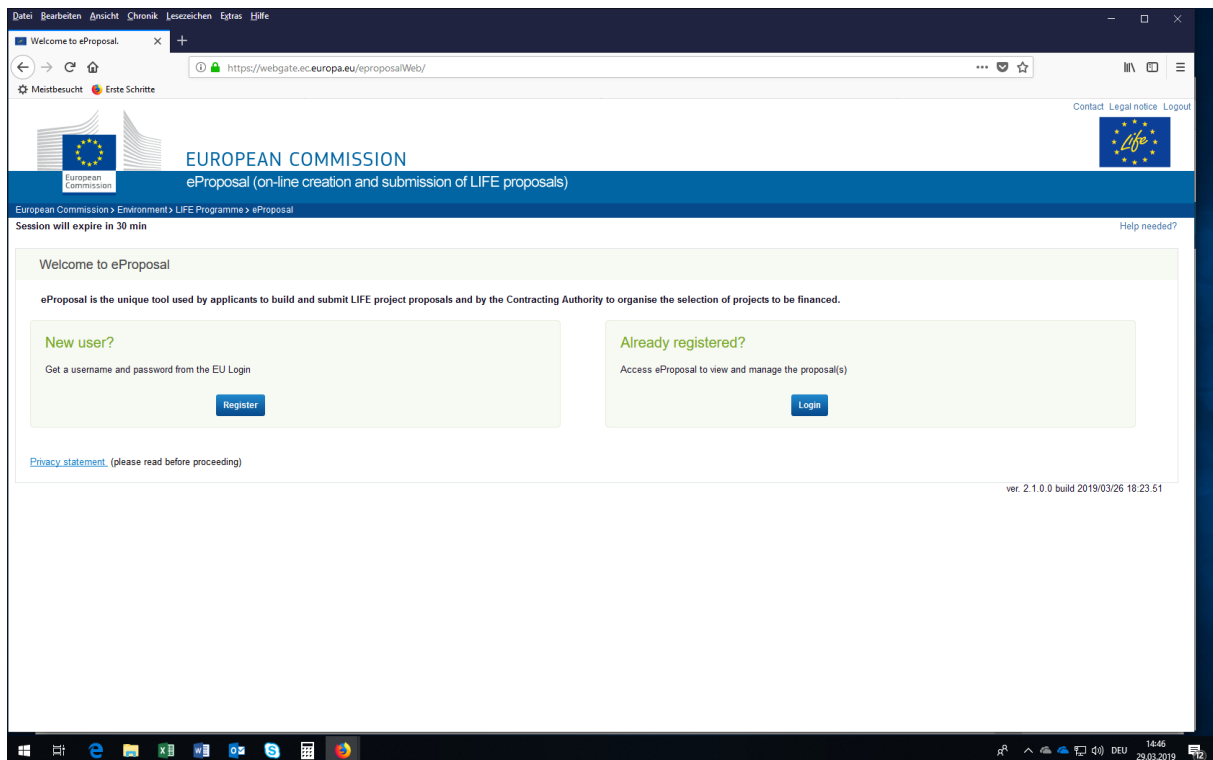 Datei Bearbeiten Ansicht Chronik Lesezeichen Extras Hilfe
Welcome to eProposal.
https://webgate.ec.europa.eu/eproposalWeb/
Meistbesucht Erste Schritte
Contact Legal notice Logout
Life
European
Commission
EUROPEAN COMMISSION
eProposal (on-line creation and submission of LIFE proposals)
European Commission > Environment > LIFE Programme > eProposal
Session will expire in 30 min
Help needed?
Welcome to eProposal
eProposal is the unique tool used by applicants to build and submit LIFE project proposals and by the Contracting Authority to organise the selection of projects to be financed.
New user?
Get a username and password from the EU Login
Register
Already registered?
Access eProposal to view and manage the proposal(s)
Login
Privacy statement (please read before proceeding)
ver. 2.1.0.0 build 2019/03/26 18.23.51
DEU
14:46
29.03.2019
12